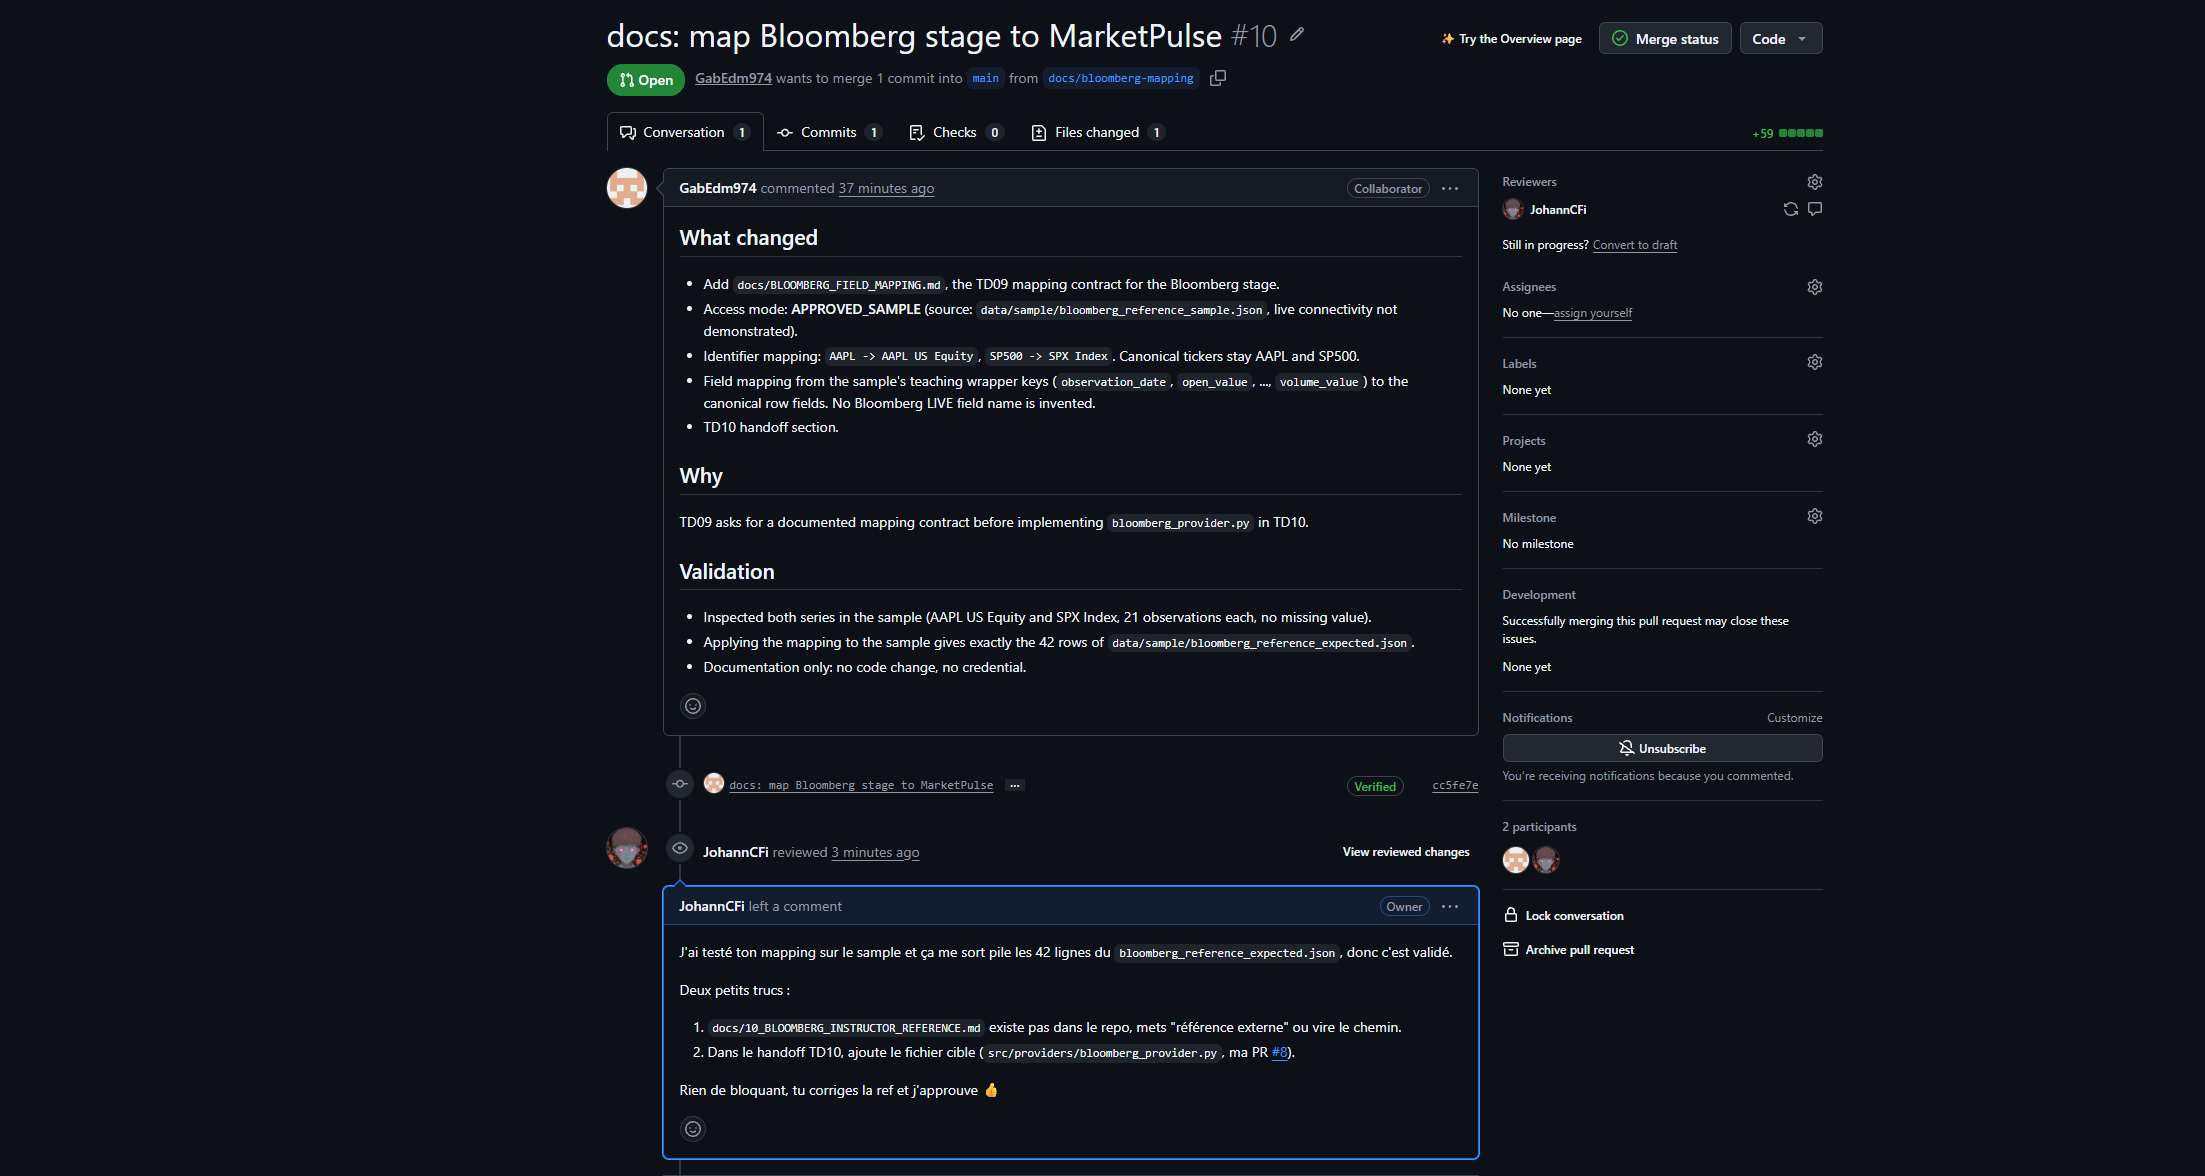 docs: map Bloomberg stage to MarketPulse #10
Try the Overview page
Merge status
Code
Open
GabEdm974 wants to merge 1 commit into main from docs/bloomberg-mapping
Conversation 1
Commits 1
Checks 0
Files changed 1
+59
GabEdm974 commented 37 minutes ago
Collaborator
What changed
Add docs/BLOOMBERG_FIELD_MAPPING.md, the TD09 mapping contract for the Bloomberg stage.
Access mode: APPROVED_SAMPLE (source: data/sample/bloomberg_reference_sample.json, live connectivity not
demonstrated).
Identifier mapping: AAPL -> AAPL US Equity, SP500 -> SPX Index. Canonical tickers stay AAPL and SP500.
Field mapping from the sample's teaching wrapper keys (observation_date, open_value, ..., volume_value) to the
canonical row fields. No Bloomberg LIVE field name is invented.
TD10 handoff section.
Why
TD09 asks for a documented mapping contract before implementing bloomberg_provider.py in TD10.
Validation
Inspected both series in the sample (AAPL US Equity and SPX Index, 21 observations each, no missing value).
Applying the mapping to the sample gives exactly the 42 rows of data/sample/bloomberg_reference_expected.json.
Documentation only: no code change, no credential.
docs: map Bloomberg stage to MarketPulse ...
Verified
cc5fe7e
JohannCFi reviewed 3 minutes ago
View reviewed changes
JohannCFi left a comment
Owner
J'ai testé ton mapping sur le sample et ça me sort pile les 42 lignes du bloomberg_reference_expected.json, donc c'est validé.
Deux petits trucs :
1. docs/10_BLOOMBERG_INSTRUCTOR_REFERENCE.md existe pas dans le repo, mets "référence externe" ou vire le chemin.
2. Dans le handoff TD10, ajoute le fichier cible (src/providers/bloomberg_provider.py, ma PR #8).
Rien de bloquant, tu corriges la ref et j'approuve 👍
Reviewers
JohannCFi
Still in progress? Convert to draft
Assignees
No one—assign yourself
Labels
None yet
Projects
None yet
Milestone
No milestone
Development
Successfully merging this pull request may close these
issues.
None yet
Notifications
Customize
Unsubscribe
You're receiving notifications because you commented.
2 participants
Lock conversation
Archive pull request